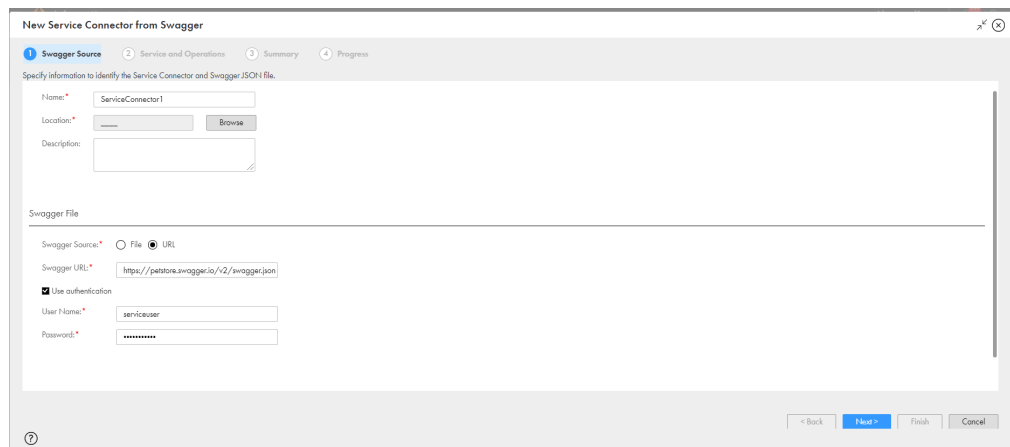 New Service Connector from Swagger
1 Swagger Source 2 Service and Operations 3 Summary 4 Progress
Specify information to identify the Service Connector and Swagger JSON file.
Name:* ServiceConnector1
Location:* ____ Browse
Description:
Swagger File
Swagger Source:* File URL
Swagger URL:* https://petstore.swagger.io/v2/swagger.json
Use authentication
User Name:* serviceuser
Password:* •••••••••••
< Back Next > Finish Cancel
?